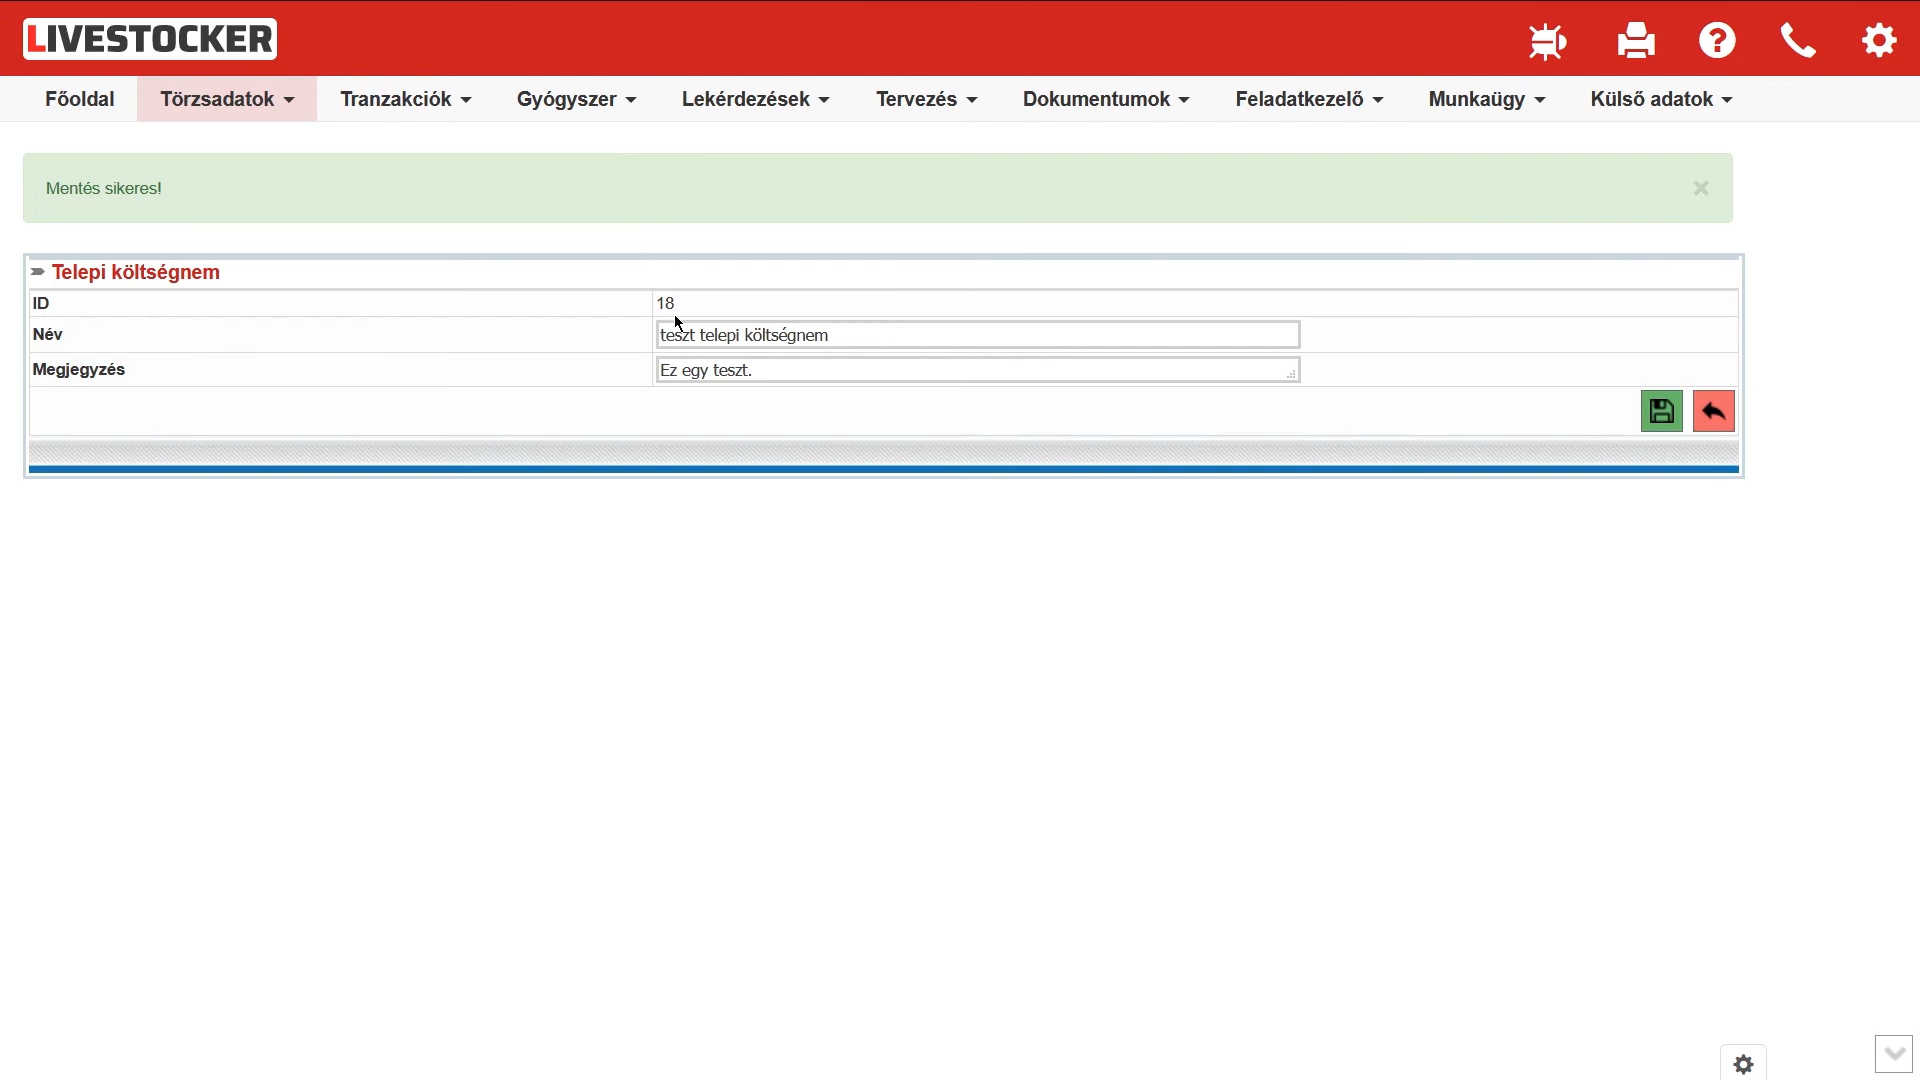 LIVESTOCKER
Főoldal Törzsadatok Tranzakciók Gyógyszer Lekérdezések Tervezés Dokumentumok Feladatkezelő Munkaügy Külső adatok
Mentés sikeres!
Telepi költségnem
ID 18
Név teszt telepi költségnem
Megjegyzés Ez egy teszt.